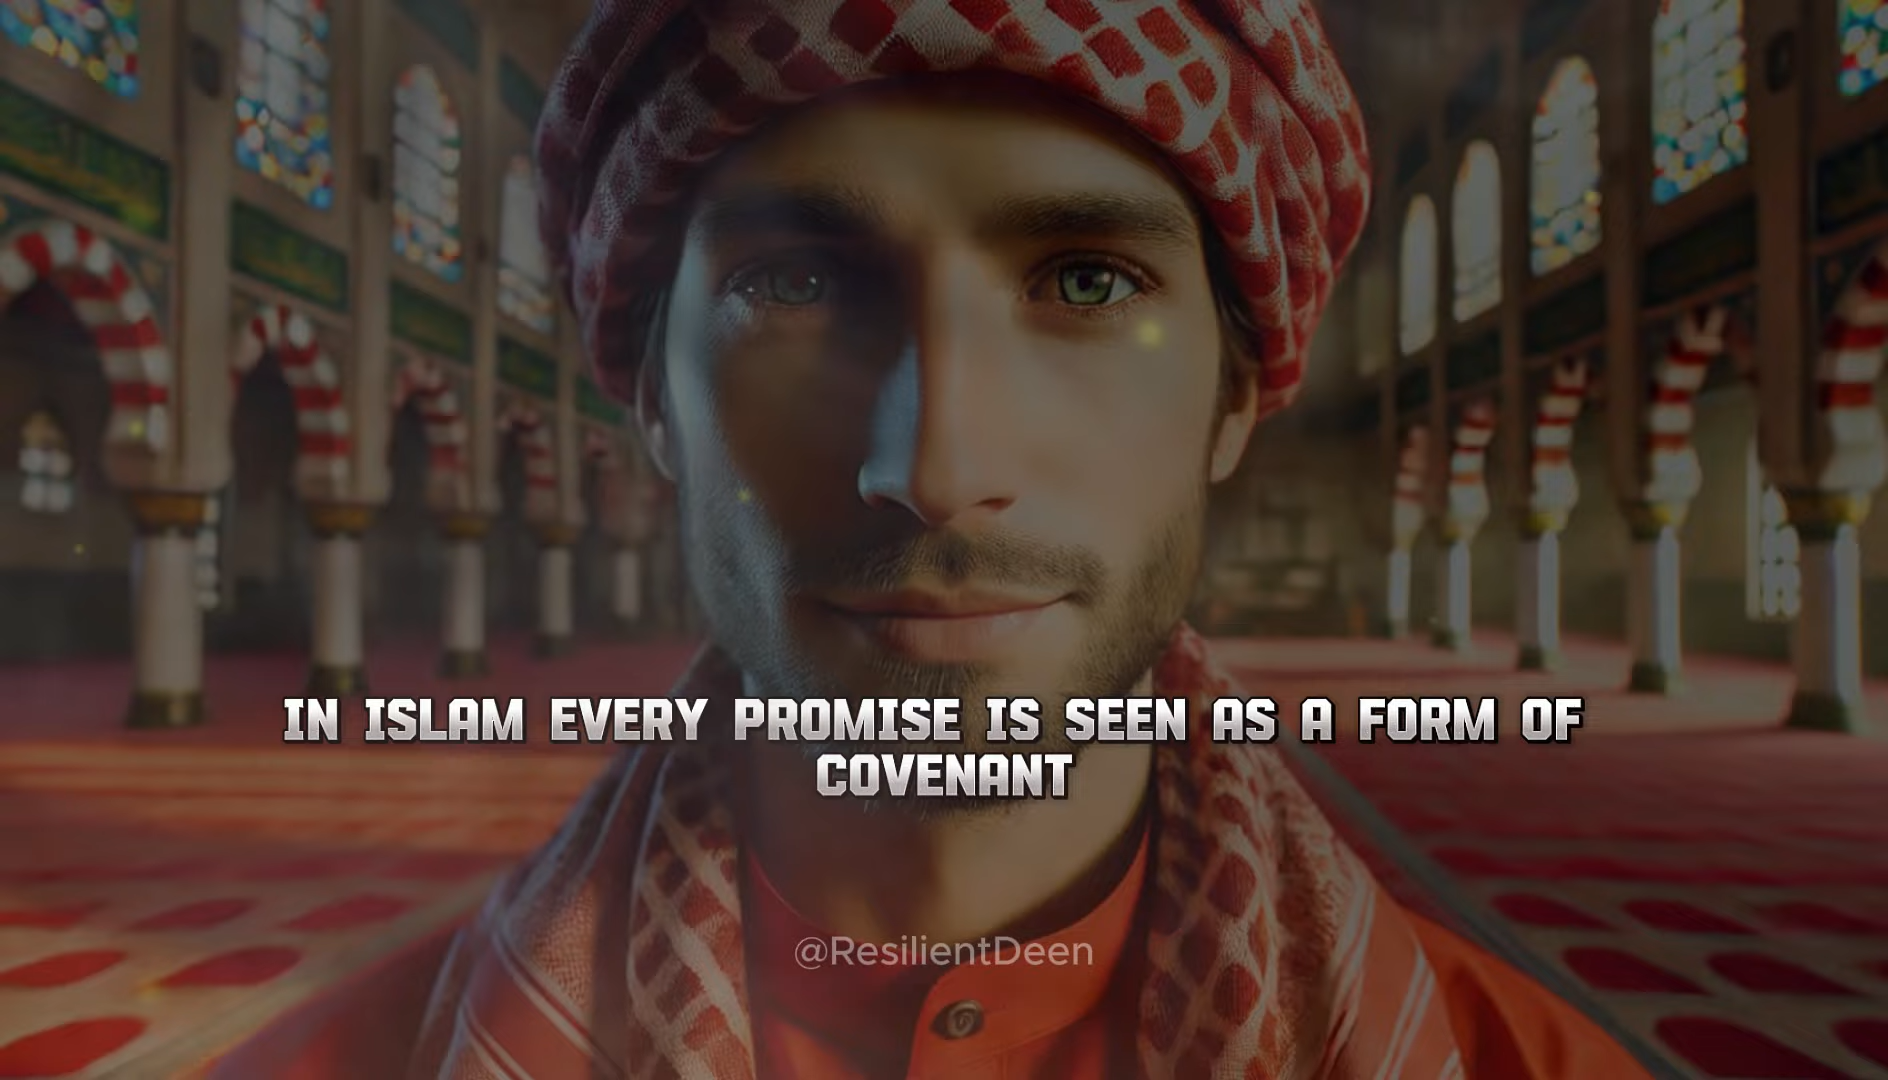 IN ISLAM EVERY PROMISE IS SEEN AS A FORM OF
COVENANT
@ResilientDeen